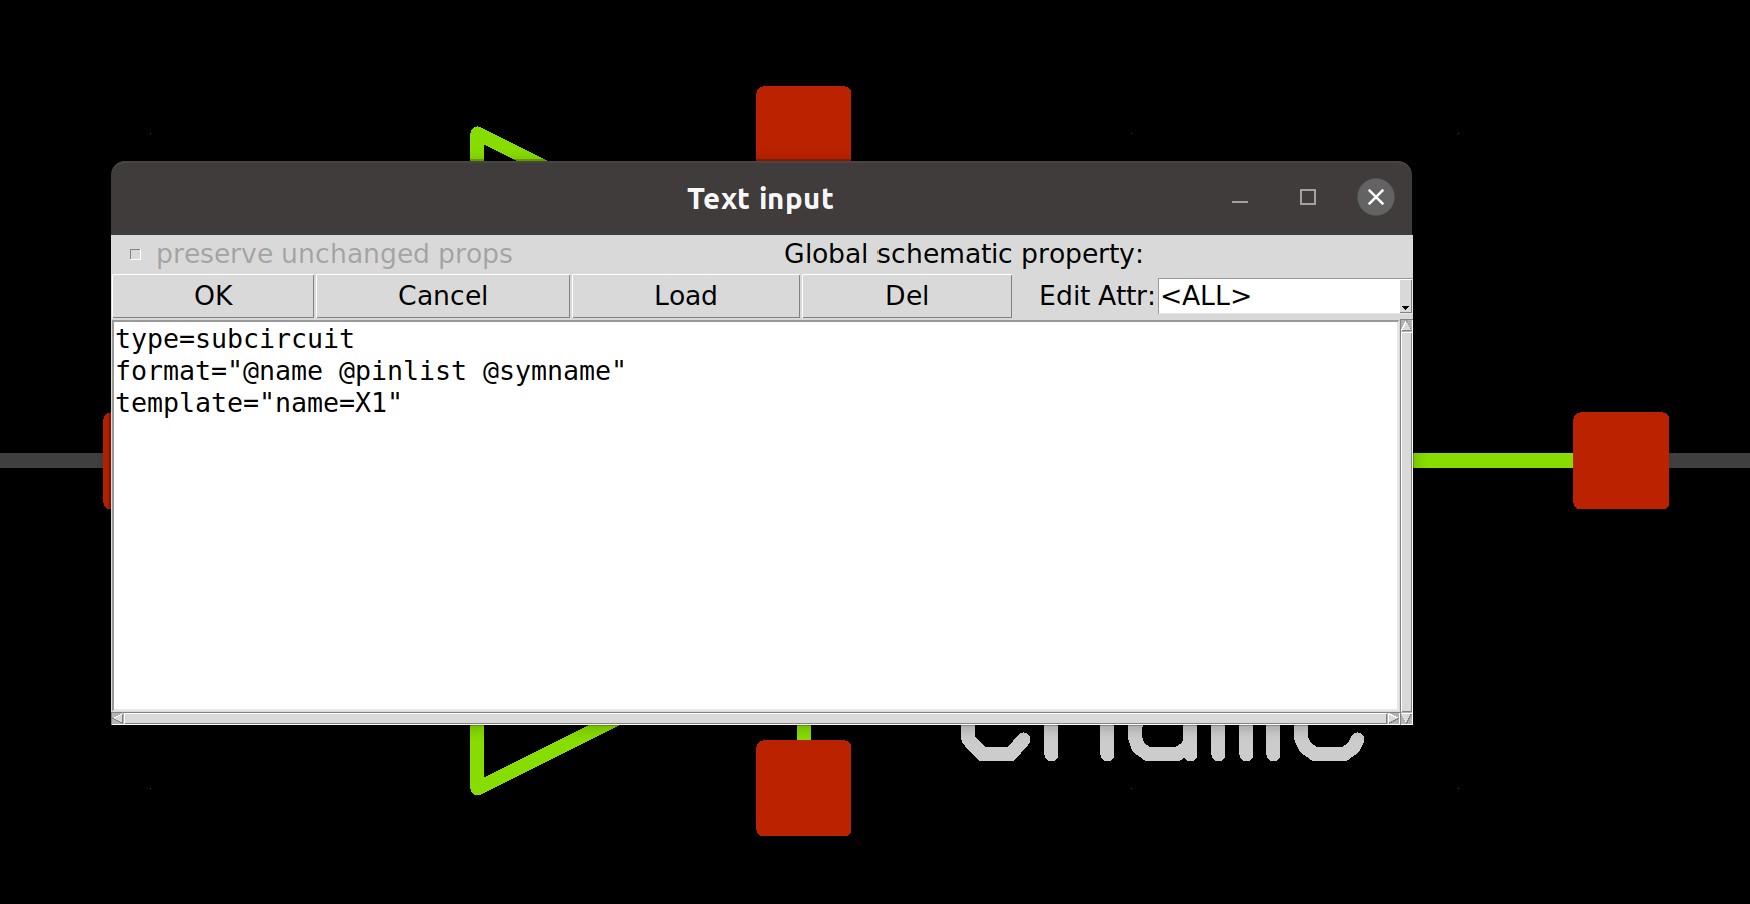 Text input
preserve unchanged props
Global schematic property:
OK Cancel Load Del Edit Attr: <ALL>
type=subcircuit
format="@name @pinlist @symname"
template="name=X1"